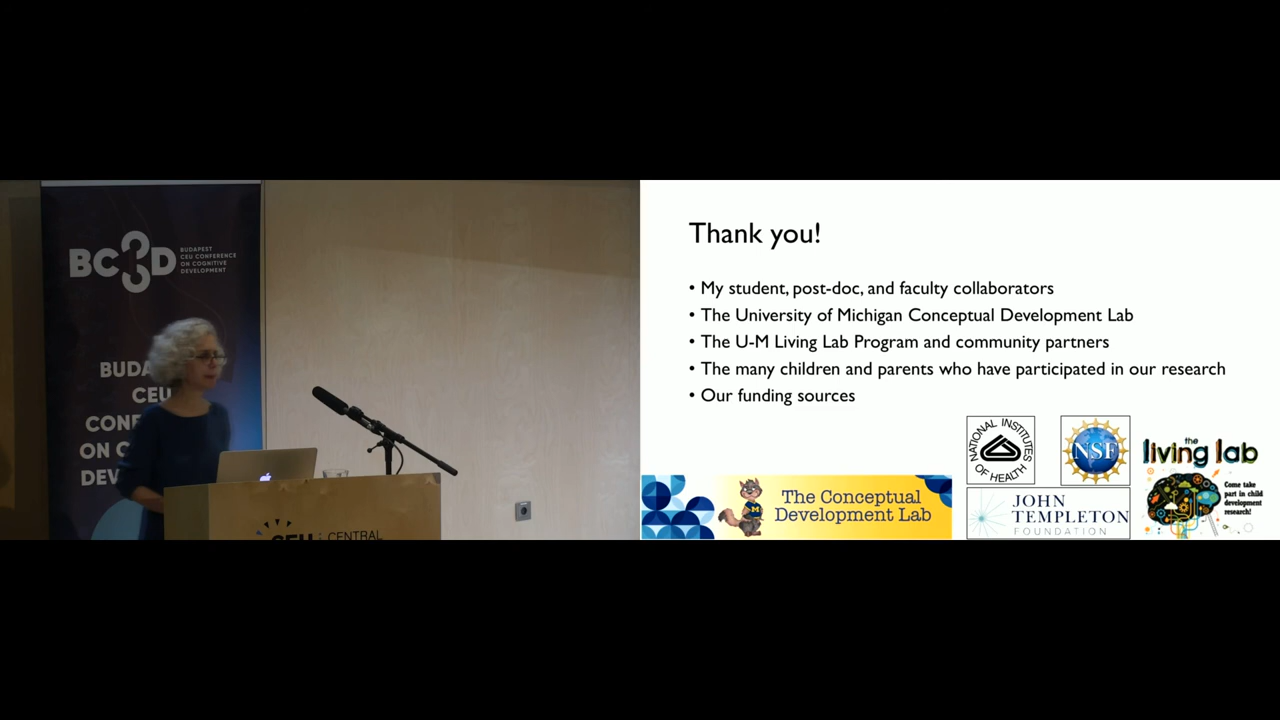 BC3D
BUDAPEST
CEU CONFERENCE
ON COGNITIVE
DEVELOPMENT
BUDA
CEU
CONF
ON C
DEV
CEU
CENTRAL
Thank you!
• My student, post-doc, and faculty collaborators
• The University of Michigan Conceptual Development Lab
• The U-M Living Lab Program and community partners
• The many children and parents who have participated in our research
• Our funding sources
NATIONAL INSTITUTES
OF HEALTH
NSF
the
living lab
Come take
part in child
development
research!
M
The Conceptual
Development Lab
JOHN
TEMPLETON
FOUNDATION